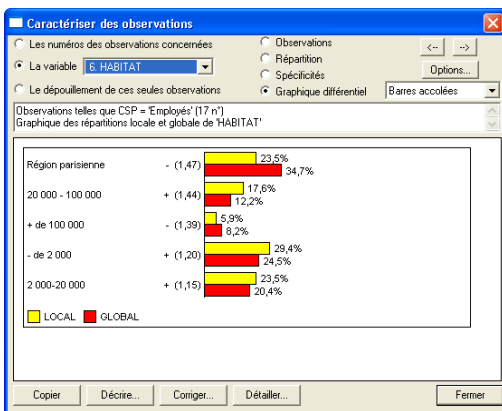 Caractériser des observations
Les numéros des observations concernées
La variable 6. HABITAT
Le dépouillement de ces seules observations
Observations
Répartition
Spécificités
Graphique différentiel
<-- -->
Options...
Barres accolées
Observations telles que CSP = 'Employés' (17 n°)
Graphique des répartitions locale et globale de 'HABITAT'
Région parisienne - (1,47) 23,5%
34,7%
20 000 - 100 000 + (1,44) 17,6%
12,2%
+ de 100 000 - (1,39) 5,9%
8,2%
- de 2 000 + (1,20) 29,4%
24,5%
2 000-20 000 + (1,15) 23,5%
20,4%
LOCAL GLOBAL
Copier Décrire... Corriger... Détailler... Fermer